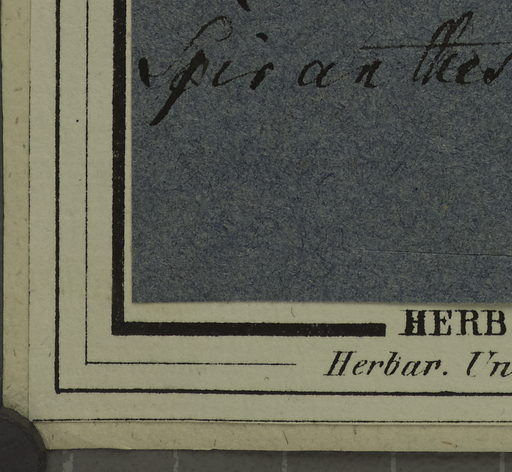 Spiranthes
HERB
Herbar. Un